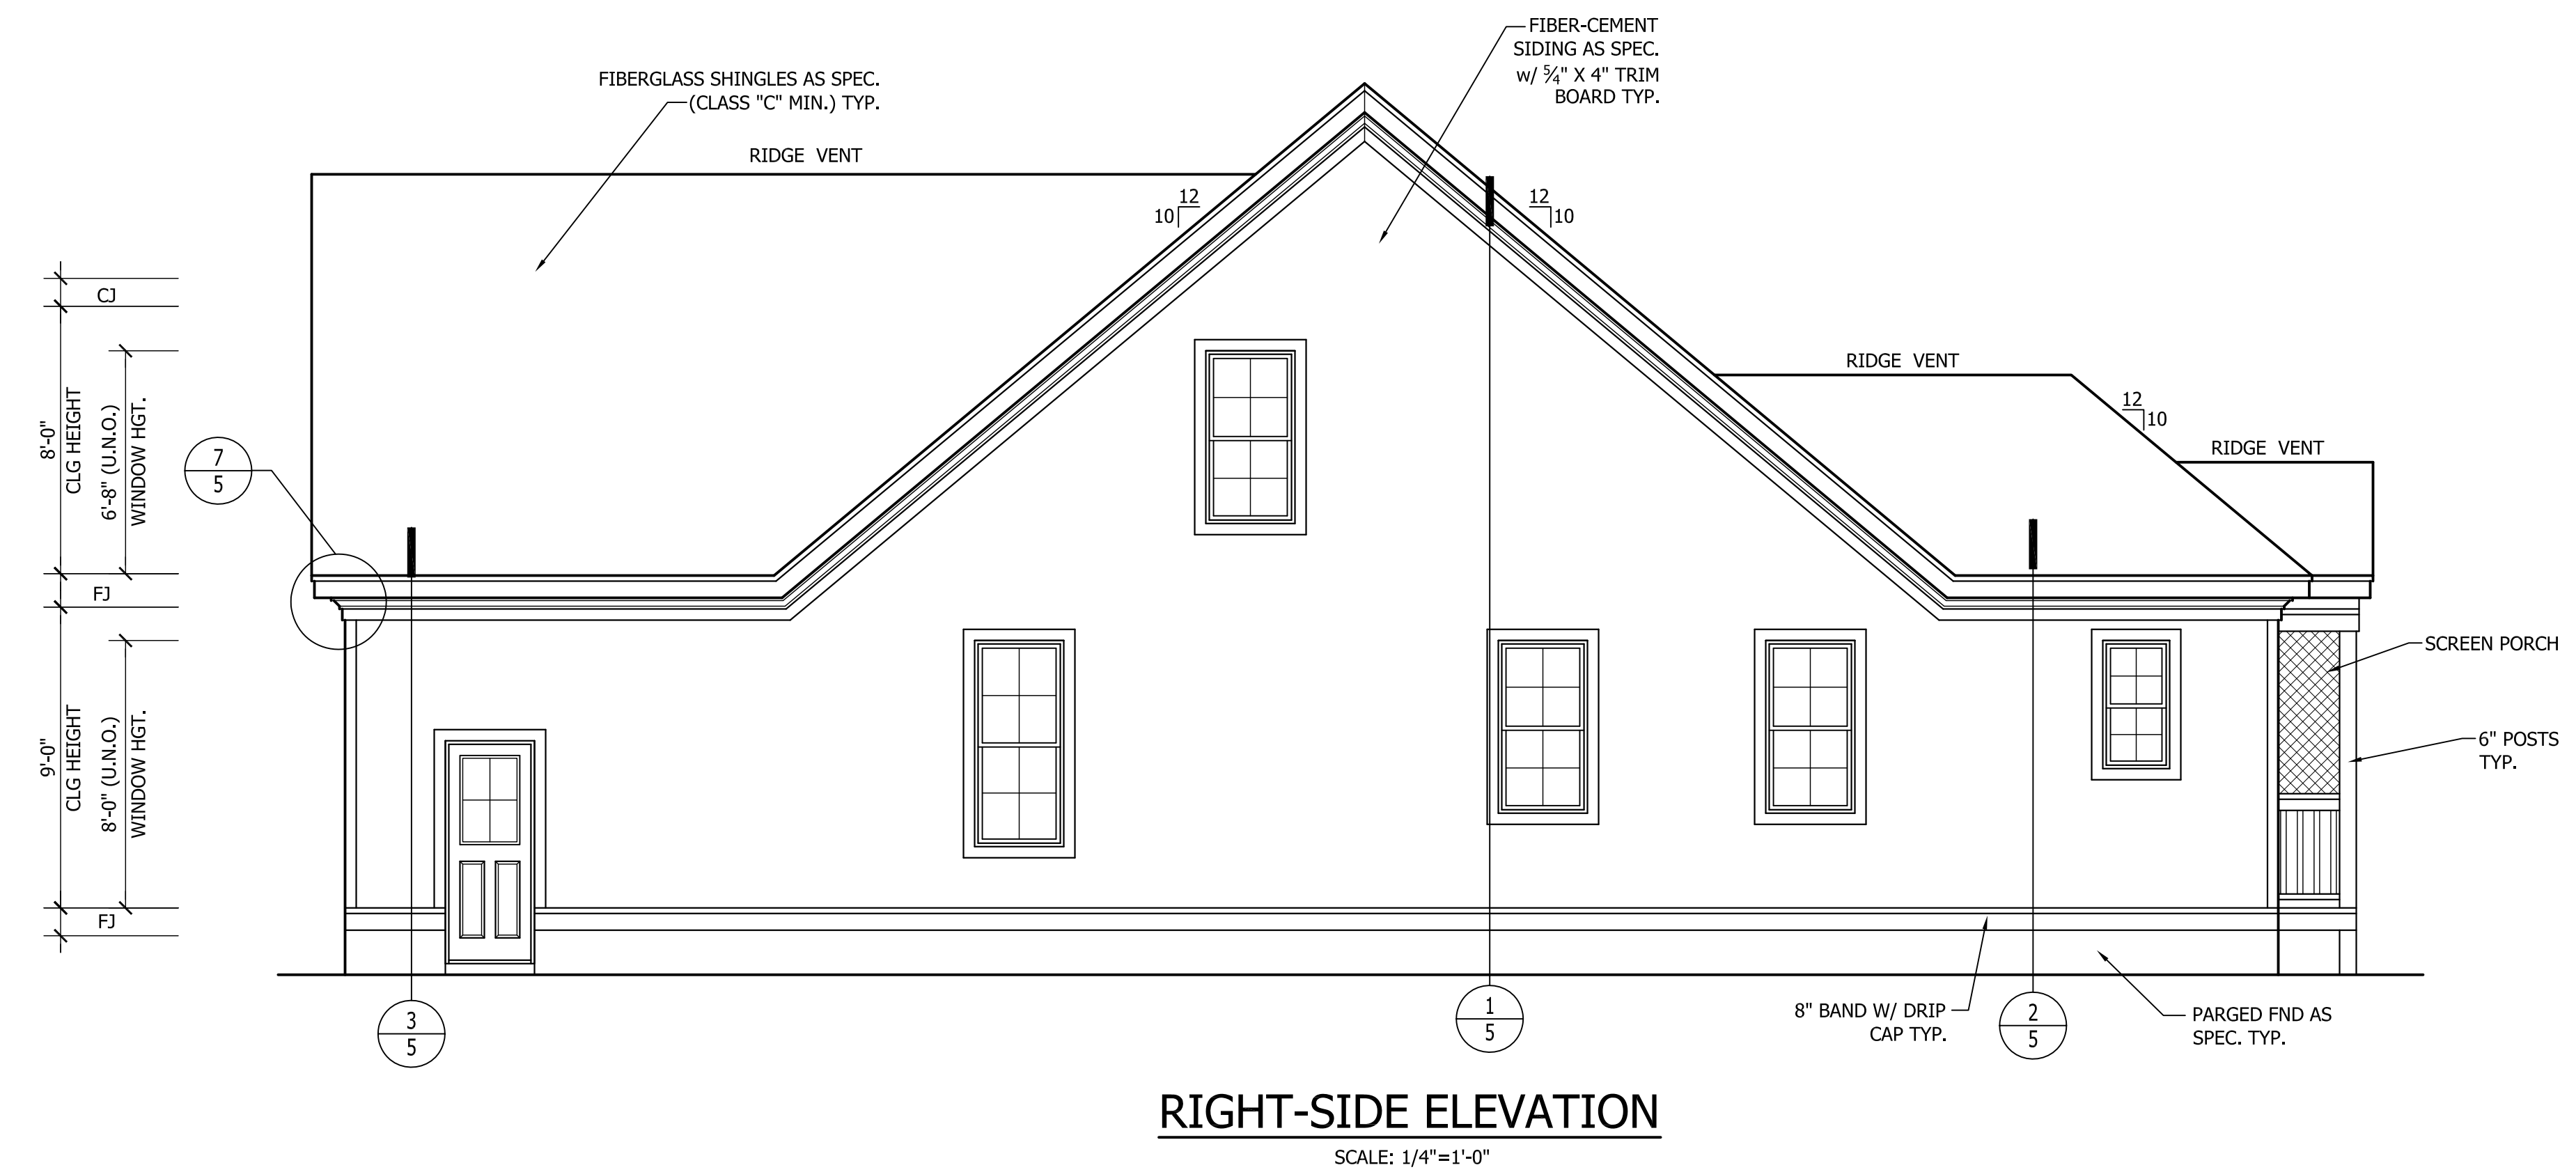 FIBER-CEMENT
SIDING AS SPEC.
w/ 5/4" X 4" TRIM
BOARD TYP.
FIBERGLASS SHINGLES AS SPEC.
(CLASS "C" MIN.) TYP.
RIDGE VENT
12
10
12
10
CJ
RIDGE VENT
12
10
RIDGE VENT
8'-0"
CLG HEIGHT
6'-8" (U.N.O.)
WINDOW HGT.
7
5
FJ
SCREEN PORCH
9'-0"
CLG HEIGHT
8'-0" (U.N.O.)
WINDOW HGT.
6" POSTS
TYP.
FJ
3
5
1
5
8" BAND W/ DRIP
CAP TYP.
2
5
PARGED FND AS
SPEC. TYP.
RIGHT-SIDE ELEVATION
SCALE: 1/4"=1'-0"